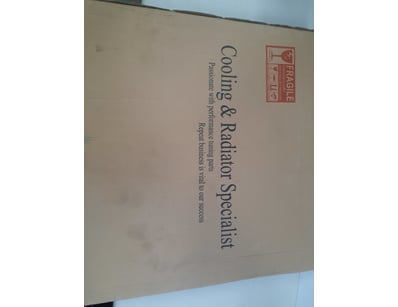 FRAGILE
Cooling & Radiator Specialist
Passionate with performance tuning parts
Repeat business is vital to our success